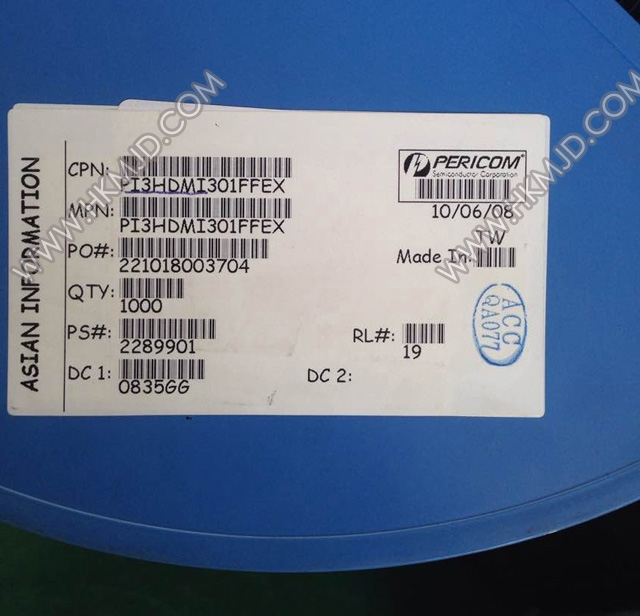 ASIAN INFORMATION
CPN:
PI3HDMI301FFEX
MPN:
PI3HDMI301FFEX
PO#:
221018003704
QTY:
1000
PS#:
2289901
DC 1:
0835GG
DC 2:
RL#:
19
PERICOM
Semiconductor Corporation
10/06/08
TW
Made In:
ACC
QA077
WWW.HKMJD.COM
WWW.HKMJD.COM